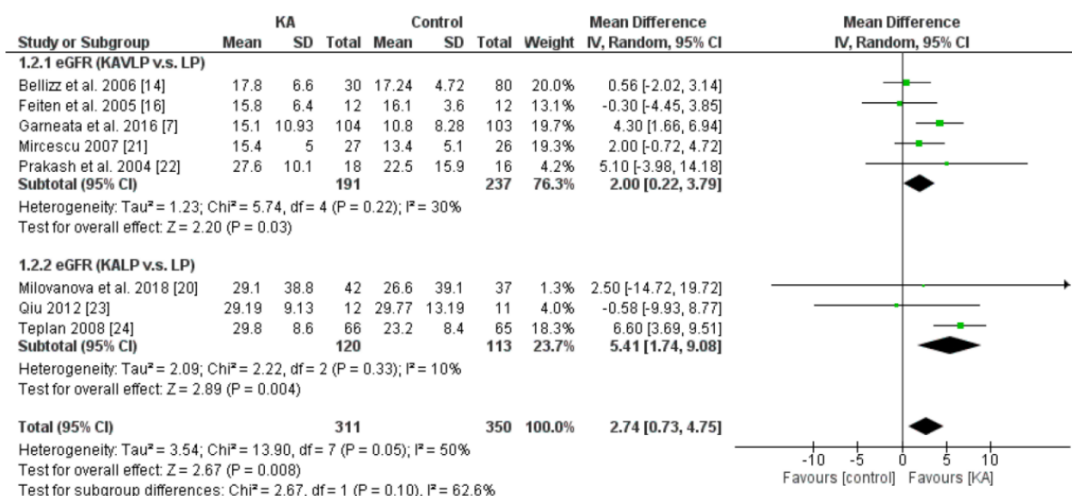 KA Control Mean Difference Mean Difference
Study or Subgroup Mean SD Total Mean SD Total Weight IV, Random, 95% CI IV, Random, 95% CI
1.2.1 eGFR (KAVLP v.s. LP)
Bellizz et al. 2006 [14] 17.8 6.6 30 17.24 4.72 80 20.0% 0.56 [-2.02, 3.14]
Feiten et al. 2005 [16] 15.8 6.4 12 16.1 3.6 12 13.1% -0.30 [-4.45, 3.85]
Garneata et al. 2016 [7] 15.1 10.93 104 10.8 8.28 103 19.7% 4.30 [1.66, 6.94]
Mircescu 2007 [21] 15.4 5 27 13.4 5.1 26 19.3% 2.00 [-0.72, 4.72]
Prakash et al. 2004 [22] 27.6 10.1 18 22.5 15.9 16 4.2% 5.10 [-3.98, 14.18]
Subtotal (95% CI) 191 237 76.3% 2.00 [0.22, 3.79]
Heterogeneity: Tau² = 1.23; Chi² = 5.74, df = 4 (P = 0.22); I² = 30%
Test for overall effect: Z = 2.20 (P = 0.03)
1.2.2 eGFR (KALP v.s. LP)
Milovanova et al. 2018 [20] 29.1 38.8 42 26.6 39.1 37 1.3% 2.50 [-14.72, 19.72]
Qiu 2012 [23] 29.19 9.13 12 29.77 13.19 11 4.0% -0.58 [-9.93, 8.77]
Teplan 2008 [24] 29.8 8.6 66 23.2 8.4 65 18.3% 6.60 [3.69, 9.51]
Subtotal (95% CI) 120 113 23.7% 5.41 [1.74, 9.08]
Heterogeneity: Tau² = 2.09; Chi² = 2.22, df = 2 (P = 0.33); I² = 10%
Test for overall effect: Z = 2.89 (P = 0.004)
Total (95% CI) 311 350 100.0% 2.74 [0.73, 4.75]
Heterogeneity: Tau² = 3.54; Chi² = 13.90, df = 7 (P = 0.05); I² = 50%
Test for overall effect: Z = 2.67 (P = 0.008)
Test for subgroup differences: Chi² = 2.67, df = 1 (P = 0.10), I² = 62.6%
-10 -5 0 5 10
Favours [control] Favours [KA]